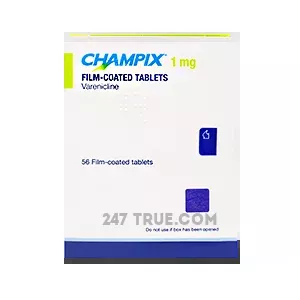 CHAMPIX™ 1 mg
FILM-COATED TABLETS
Varenicline
56 Film-coated tablets
247 TRUE.COM
Do not use if box has been opened